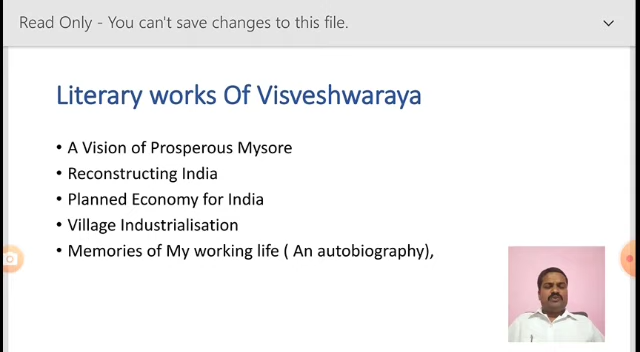 Read Only - You can't save changes to this file.
Literary works Of Visveshwaraya
• A Vision of Prosperous Mysore
• Reconstructing India
• Planned Economy for India
• Village Industrialisation
• Memories of My working life ( An autobiography),